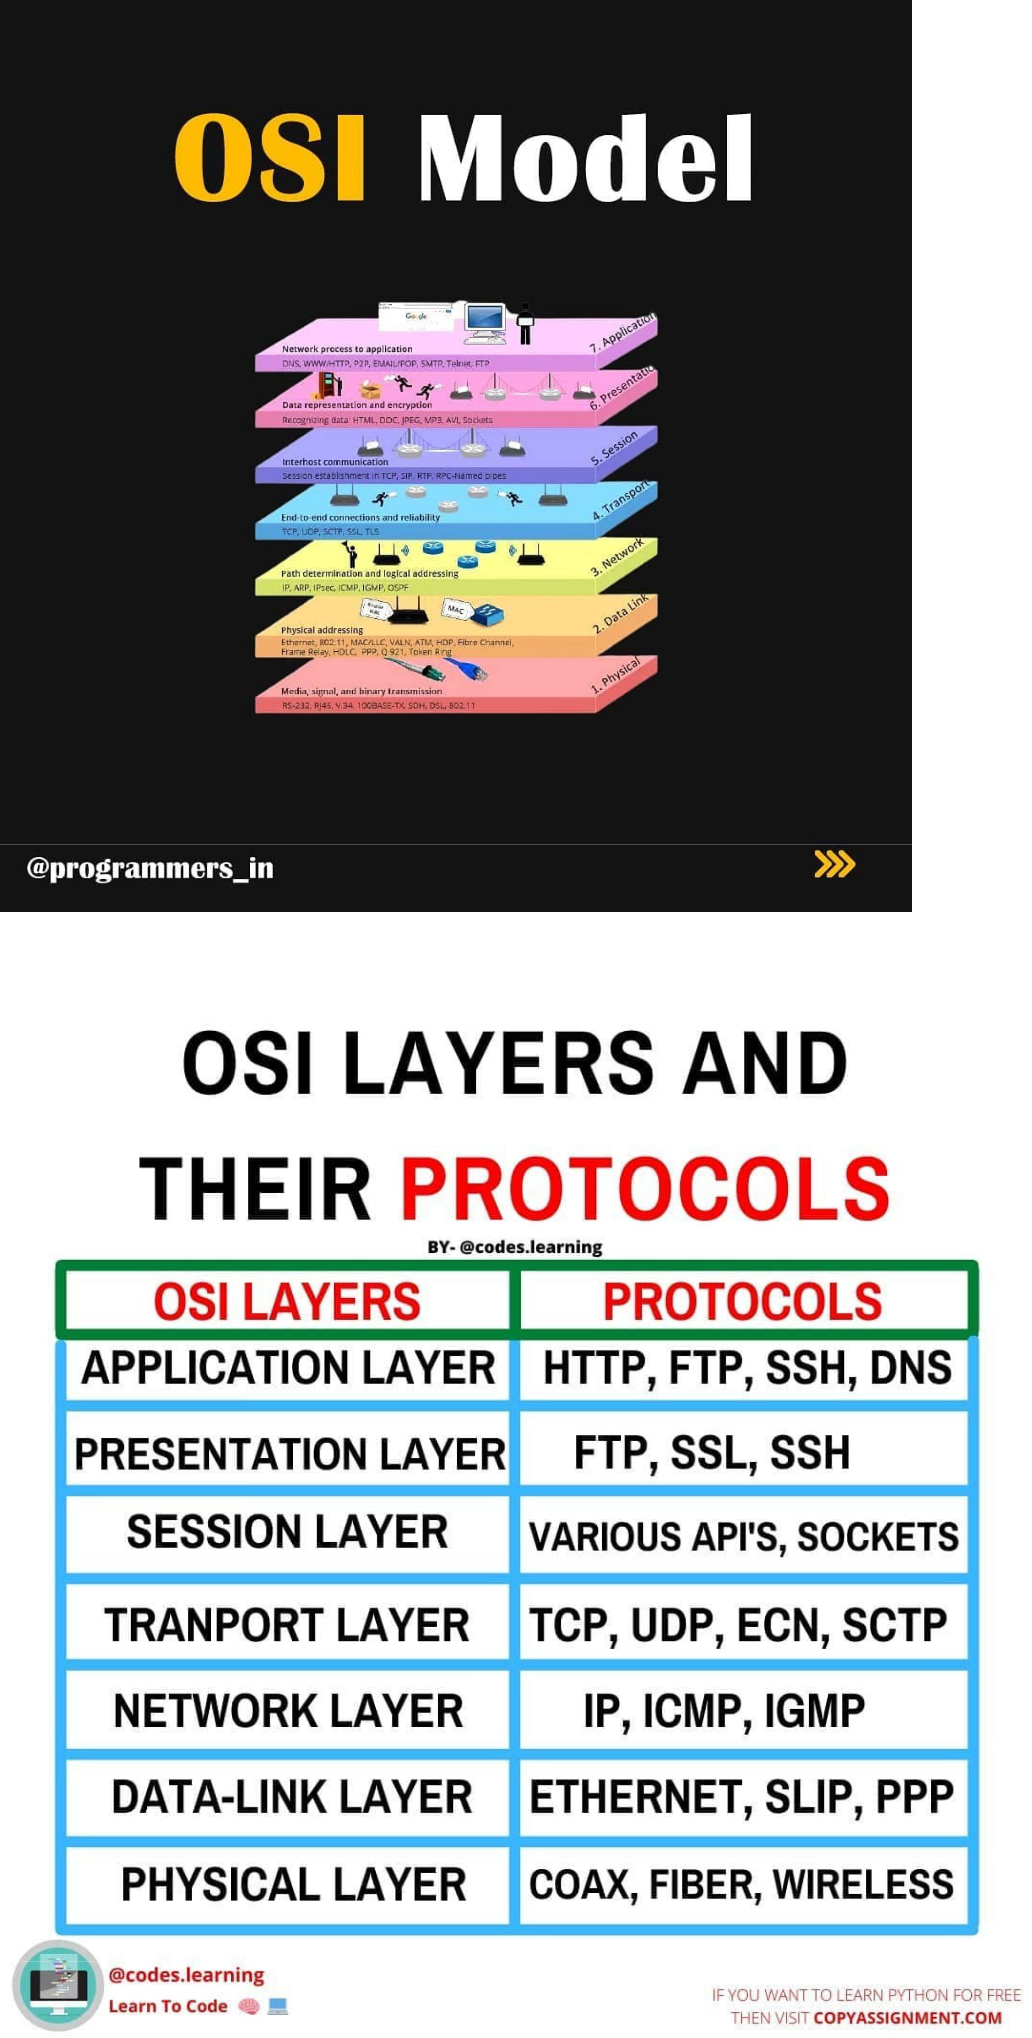 OSI Model
Google
Network process to application
7. Application
DNS, WWW/HTTP, P2P, EMAIL/POP, SMTP, Telnet, FTP
Data representation and encryption
6. Presentatio
Recognizing data: HTML, DOC, JPEG, MP3, AVI, Sockets
Interhost communication
5. Session
Session establishment in TCP, SIP, RTP, RPC-Named pipes
End-to-end connections and reliability
4. Transport
TCP, UDP, SCTP, SSL, TLS
Path determination and logical addressing
3. Network
IP, ARP, IPsec, ICMP, IGMP, OSPF
MAC
MAC
Physical addressing
2. Data Link
Ethernet, 802.11, MAC/LLC, VALN, ATM, HDP, Fibre Channel,
Frame Relay, HDLC, PPP, Q.921, Token Ring
Media, signal, and binary transmission
1. Physical
RS-232, RJ45, V.34, 100BASE-TX, SDH, DSL, 802.11
@programmers_in
OSI LAYERS AND
THEIR PROTOCOLS
BY- @codes.learning
OSI LAYERS PROTOCOLS
APPLICATION LAYER HTTP, FTP, SSH, DNS
PRESENTATION LAYER FTP, SSL, SSH
SESSION LAYER VARIOUS API'S, SOCKETS
TRANPORT LAYER TCP, UDP, ECN, SCTP
NETWORK LAYER IP, ICMP, IGMP
DATA-LINK LAYER ETHERNET, SLIP, PPP
PHYSICAL LAYER COAX, FIBER, WIRELESS
@codes.learning
Learn To Code
IF YOU WANT TO LEARN PYTHON FOR FREE
THEN VISIT COPYASSIGNMENT.COM